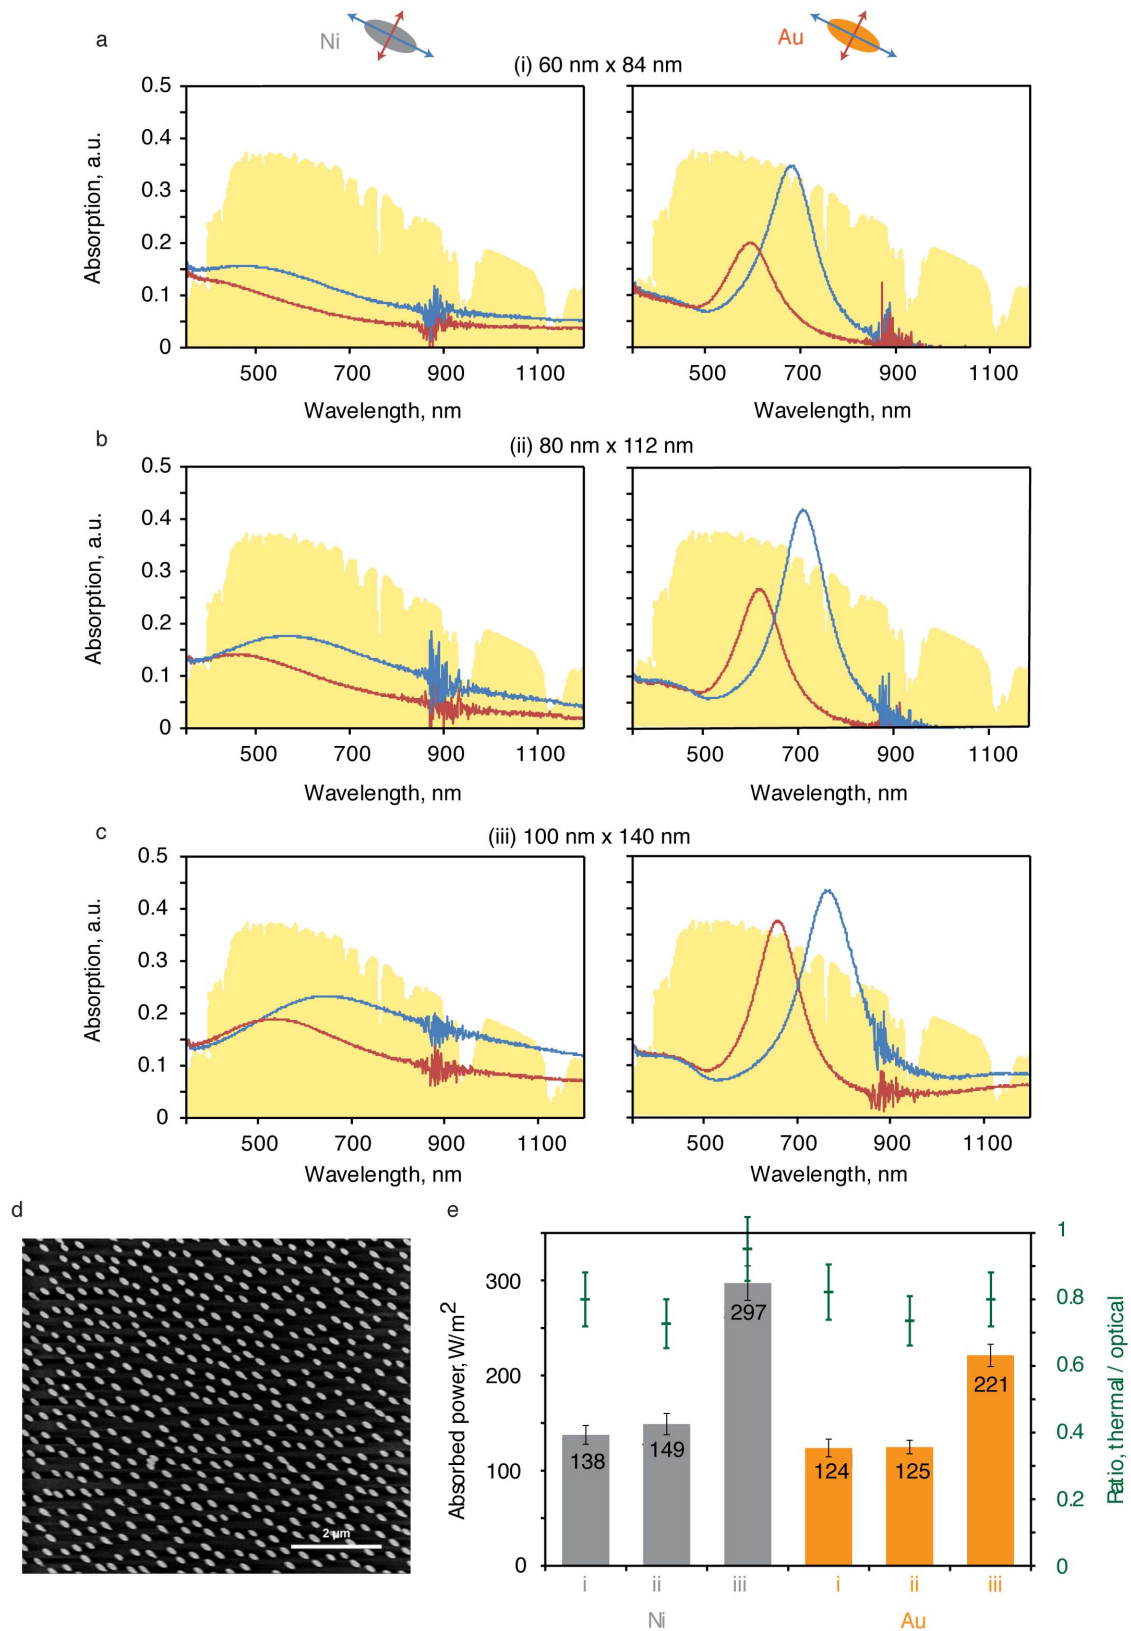 a
Ni
Au
(i) 60 nm x 84 nm
0.5
0.4
0.3
0.2
0.1
0
Absorption, a.u.
500 700 900 1100
500 700 900 1100
Wavelength, nm
Wavelength, nm
b
(ii) 80 nm x 112 nm
0.5
0.4
0.3
0.2
0.1
0
Absorption, a.u.
500 700 900 1100
500 700 900 1100
Wavelength, nm
Wavelength, nm
c
(iii) 100 nm x 140 nm
0.5
0.4
0.3
0.2
0.1
0
Absorption, a.u.
500 700 900 1100
500 700 900 1100
Wavelength, nm
Wavelength, nm
d
2 µm
e
Absorbed power, W/m2
300
200
100
0
138
149
297
124
125
221
1
0.8
0.6
0.4
0.2
0
Ratio, thermal / optical
i ii iii i ii iii
Ni Au